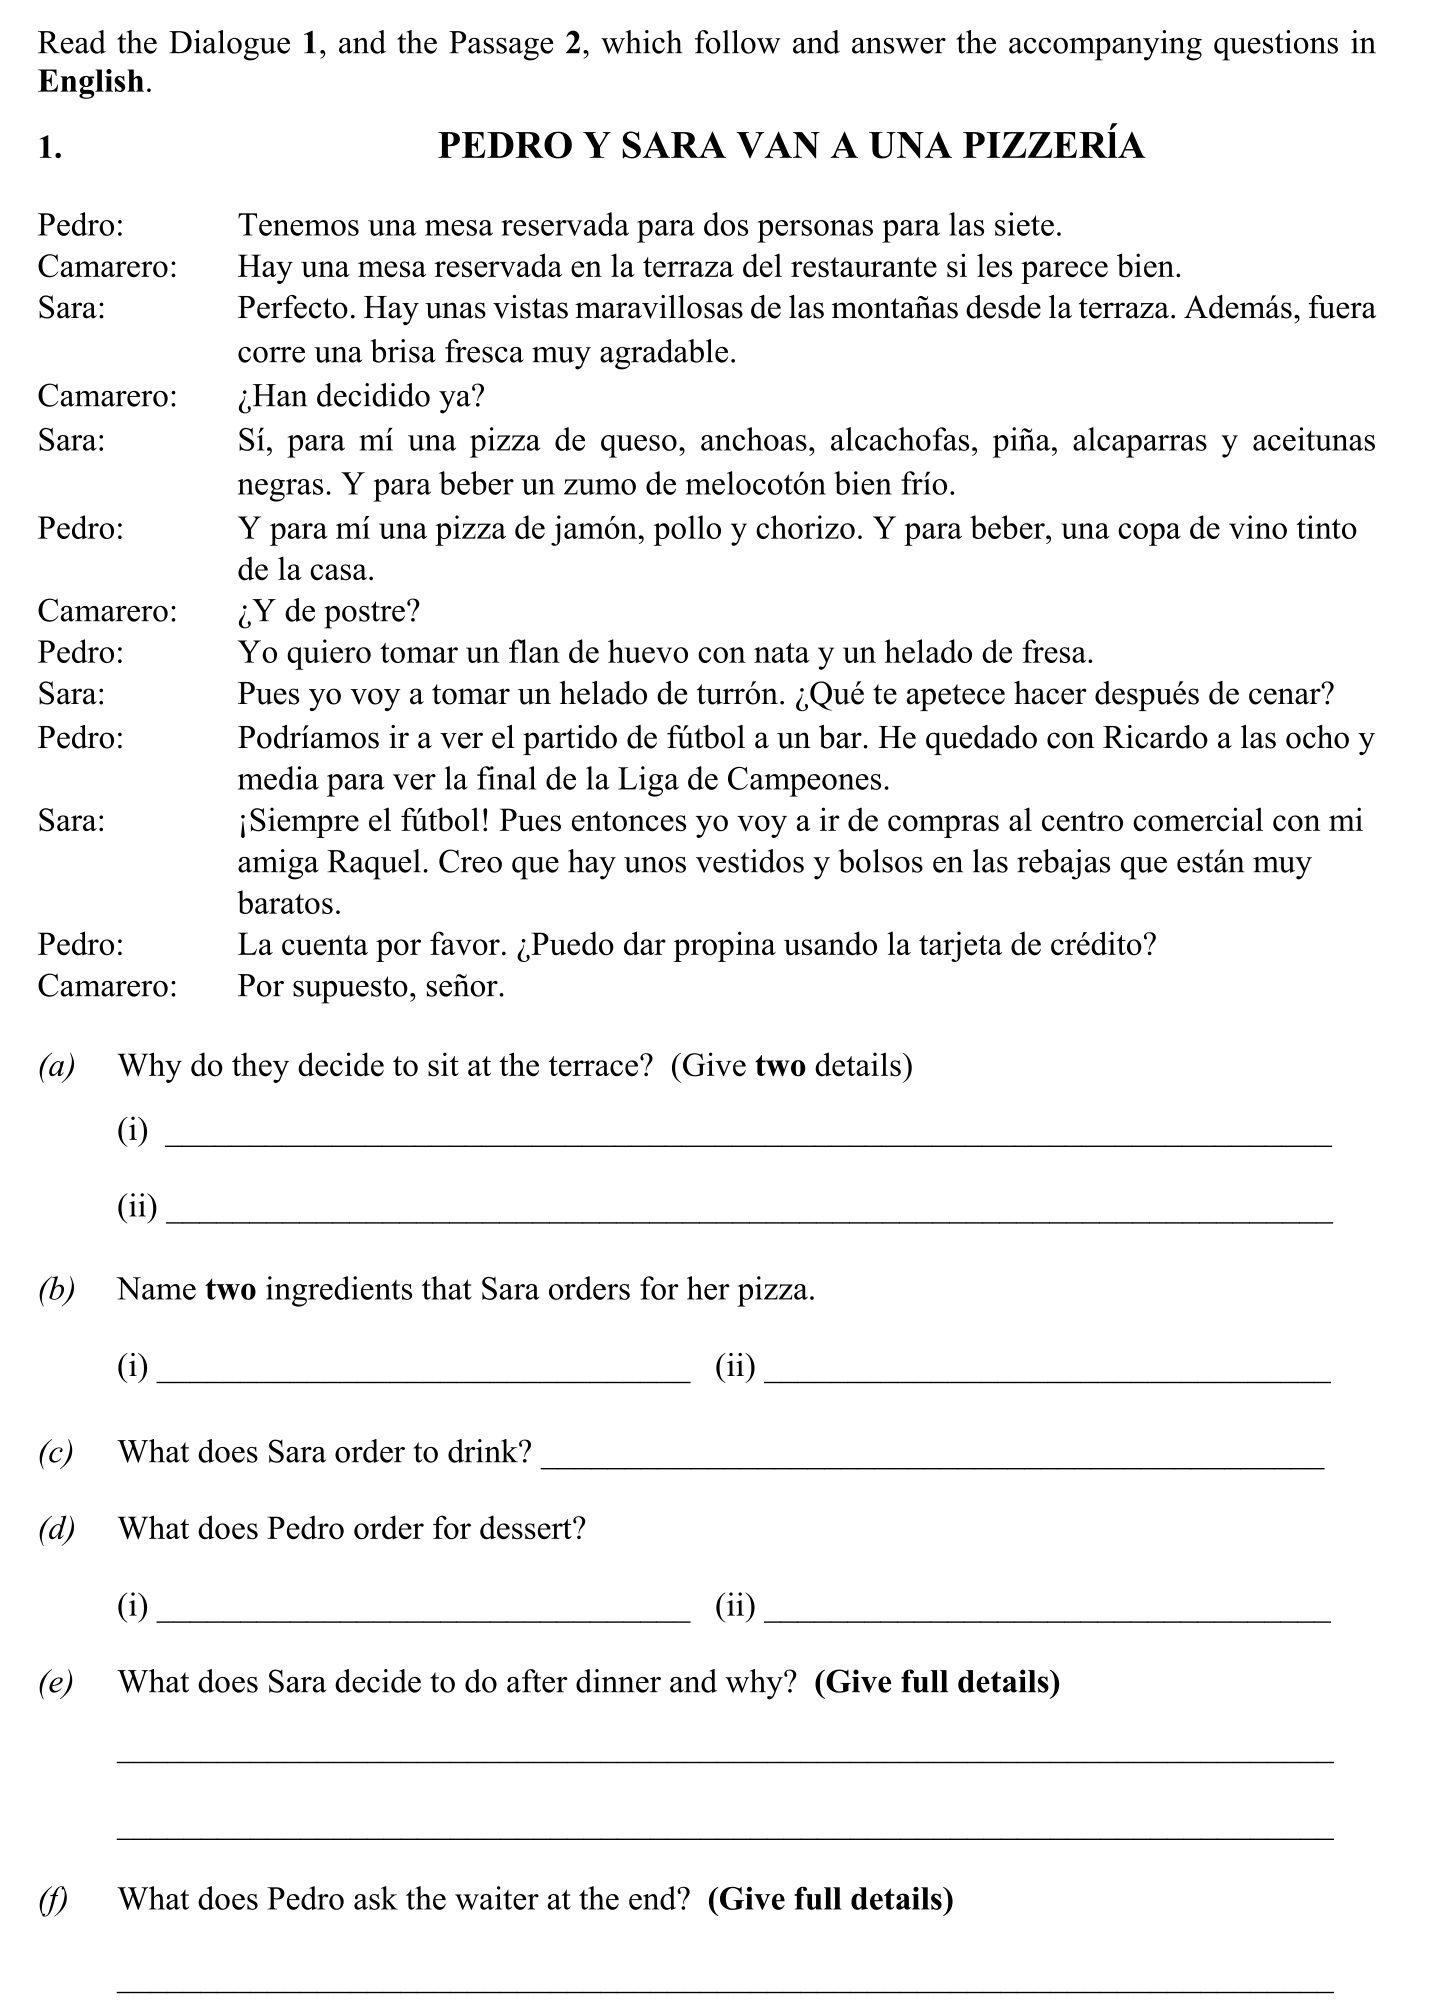 Read the Dialogue 1, and the Passage 2, which follow and answer the accompanying questions in
English.
1. PEDRO Y SARA VAN A UNA PIZZERÍA
Pedro: Tenemos una mesa reservada para dos personas para las siete.
Camarero: Hay una mesa reservada en la terraza del restaurante si les parece bien.
Sara: Perfecto. Hay unas vistas maravillosas de las montañas desde la terraza. Además, fuera
corre una brisa fresca muy agradable.
Camarero: ¿Han decidido ya?
Sara: Sí, para mí una pizza de queso, anchoas, alcachofas, piña, alcaparras y aceitunas
negras. Y para beber un zumo de melocotón bien frío.
Pedro: Y para mí una pizza de jamón, pollo y chorizo. Y para beber, una copa de vino tinto
de la casa.
Camarero: ¿Y de postre?
Pedro: Yo quiero tomar un flan de huevo con nata y un helado de fresa.
Sara: Pues yo voy a tomar un helado de turrón. ¿Qué te apetece hacer después de cenar?
Pedro: Podríamos ir a ver el partido de fútbol a un bar. He quedado con Ricardo a las ocho y
media para ver la final de la Liga de Campeones.
Sara: ¡Siempre el fútbol! Pues entonces yo voy a ir de compras al centro comercial con mi
amiga Raquel. Creo que hay unos vestidos y bolsos en las rebajas que están muy
baratos.
Pedro: La cuenta por favor. ¿Puedo dar propina usando la tarjeta de crédito?
Camarero: Por supuesto, señor.
(a) Why do they decide to sit at the terrace? (Give two details)
(i) ____
(ii) ____
(b) Name two ingredients that Sara orders for her pizza.
(i) ____ (ii) ____
(c) What does Sara order to drink? ____
(d) What does Pedro order for dessert?
(i) ____ (ii) ____
(e) What does Sara decide to do after dinner and why? (Give full details)
(f) What does Pedro ask the waiter at the end? (Give full details)